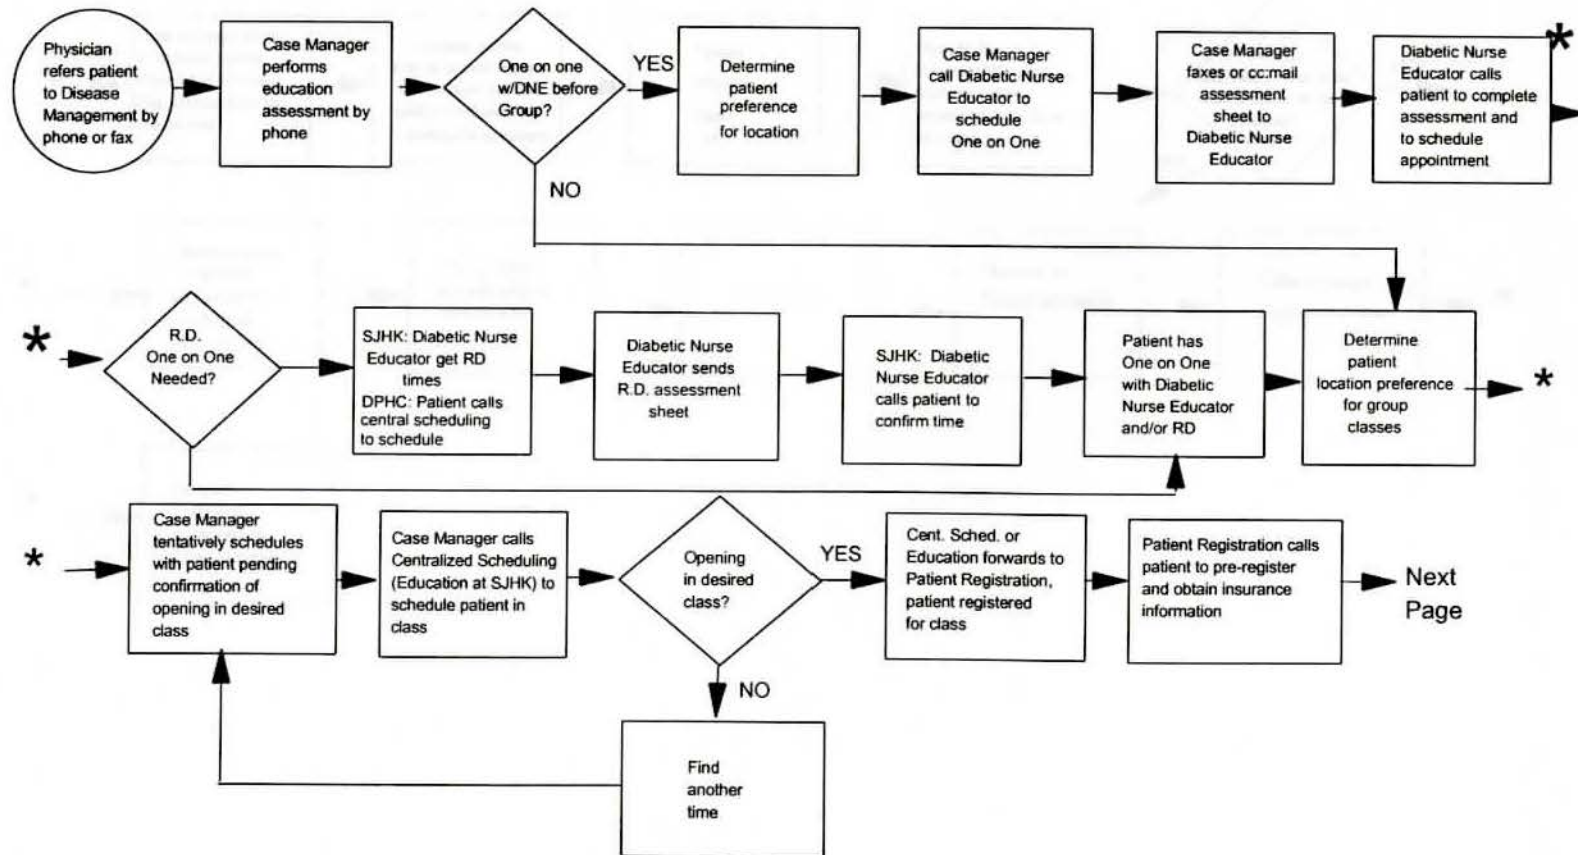 Physician
refers patient
to Disease
Management by
phone or fax
Case Manager
performs
education
assessment by
phone
One on one
w/DNE before
Group?
YES
NO
Determine
patient
preference
for location
Case Manager
call Diabetic Nurse
Educator to
schedule
One on One
Case Manager
faxes or cc:mail
assessment
sheet to
Diabetic Nurse
Educator
Diabetic Nurse
Educator calls
patient to complete
assessment and
to schedule
appointment
*
*
R.D.
One on One
Needed?
SJHK: Diabetic Nurse
Educator get RD
times
DPHC: Patient calls
central scheduling
to schedule
Diabetic Nurse
Educator sends
R.D. assessment
sheet
SJHK: Diabetic
Nurse Educator
calls patient to
confirm time
Patient has
One on One
with Diabetic
Nurse Educator
and/or RD
Determine
patient
location preference
for group
classes
*
*
Case Manager
tentatively schedules
with patient pending
confirmation of
opening in desired
class
Case Manager calls
Centralized Scheduling
(Education at SJHK) to
schedule patient in
class
Opening
in desired
class?
YES
NO
Cent. Sched. or
Education forwards to
Patient Registration,
patient registered
for class
Patient Registration calls
patient to pre-register
and obtain insurance
information
Next
Page
Find
another
time